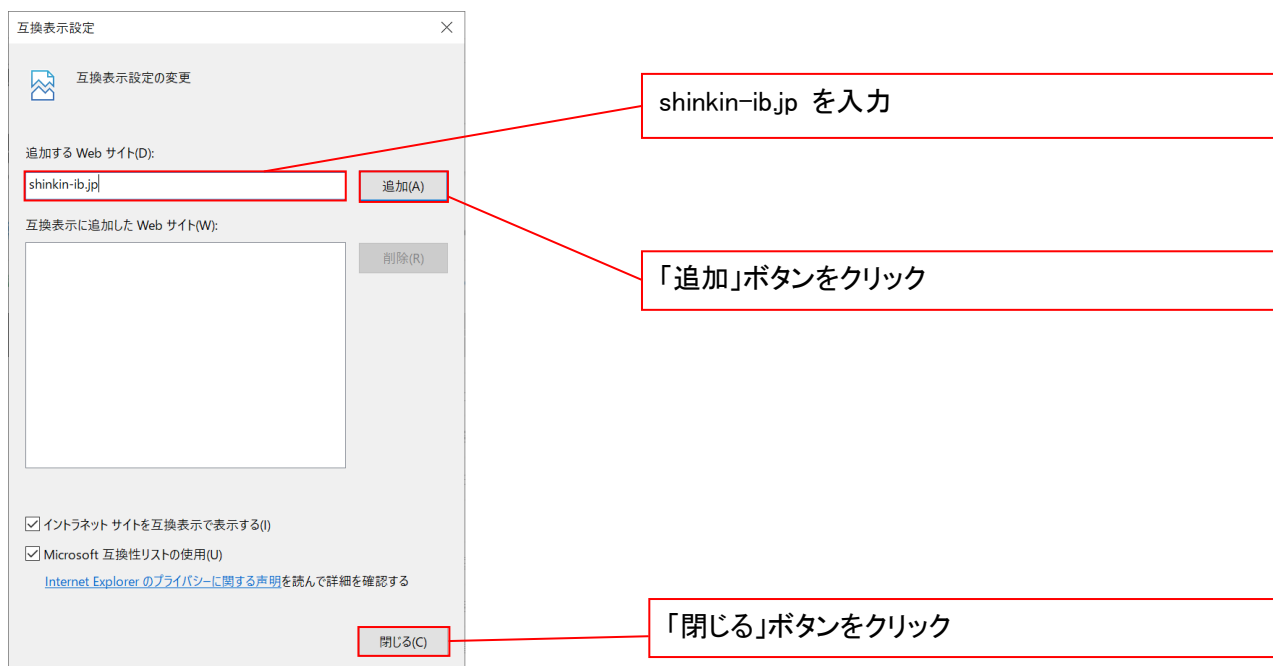 互換表示設定
互換表示設定の変更
shinkin-ib.jp を入力
追加する Web サイト(D):
shinkin-ib.jp
追加(A)
互換表示に追加した Web サイト(W):
削除(R)
「追加」ボタンをクリック
イントラネット サイトを互換表示で表示する(I)
Microsoft 互換性リストの使用(U)
Internet Explorer のプライバシーに関する声明を読んで詳細を確認する
閉じる(C)
「閉じる」ボタンをクリック